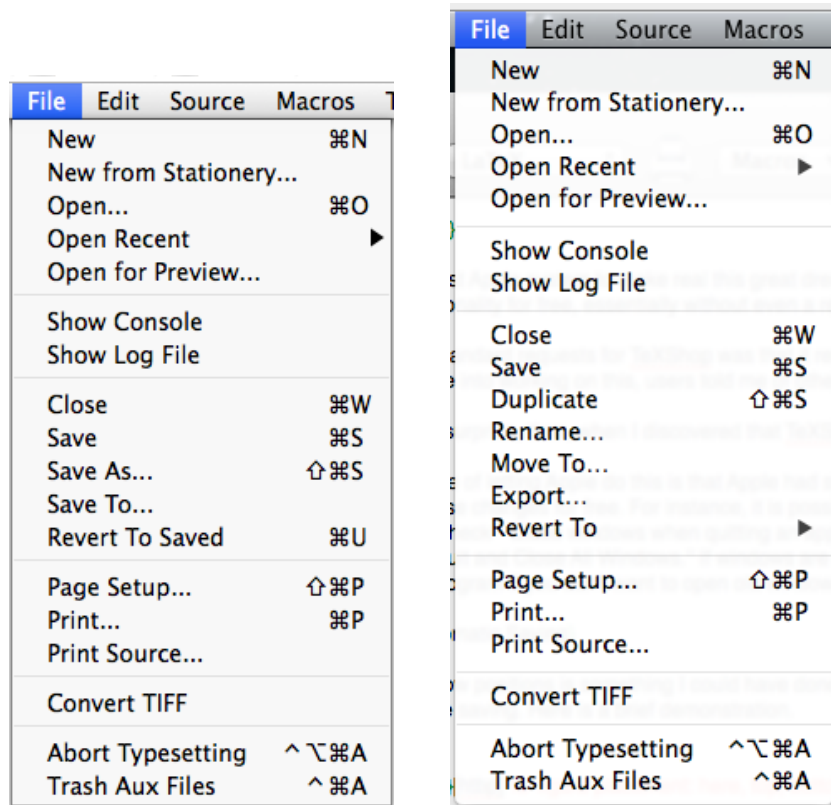 File Edit Source Macros
New ⌘N
New from Stationery...
Open... ⌘O
Open Recent ▶
Open for Preview...
Show Console
Show Log File
Close ⌘W
Save ⌘S
Save As... ⇧⌘S
Save To...
Revert To Saved ⌘U
Page Setup... ⇧⌘P
Print... ⌘P
Print Source...
Convert TIFF
Abort Typesetting ^⌥⌘A
Trash Aux Files ^⌘A
File Edit Source Macros
New ⌘N
New from Stationery...
Open... ⌘O
Open Recent ▶
Open for Preview...
Show Console
Show Log File
Close ⌘W
Save ⌘S
Duplicate ⇧⌘S
Rename...
Move To...
Export...
Revert To ▶
Page Setup... ⇧⌘P
Print... ⌘P
Print Source...
Convert TIFF
Abort Typesetting ^⌥⌘A
Trash Aux Files ^⌘A